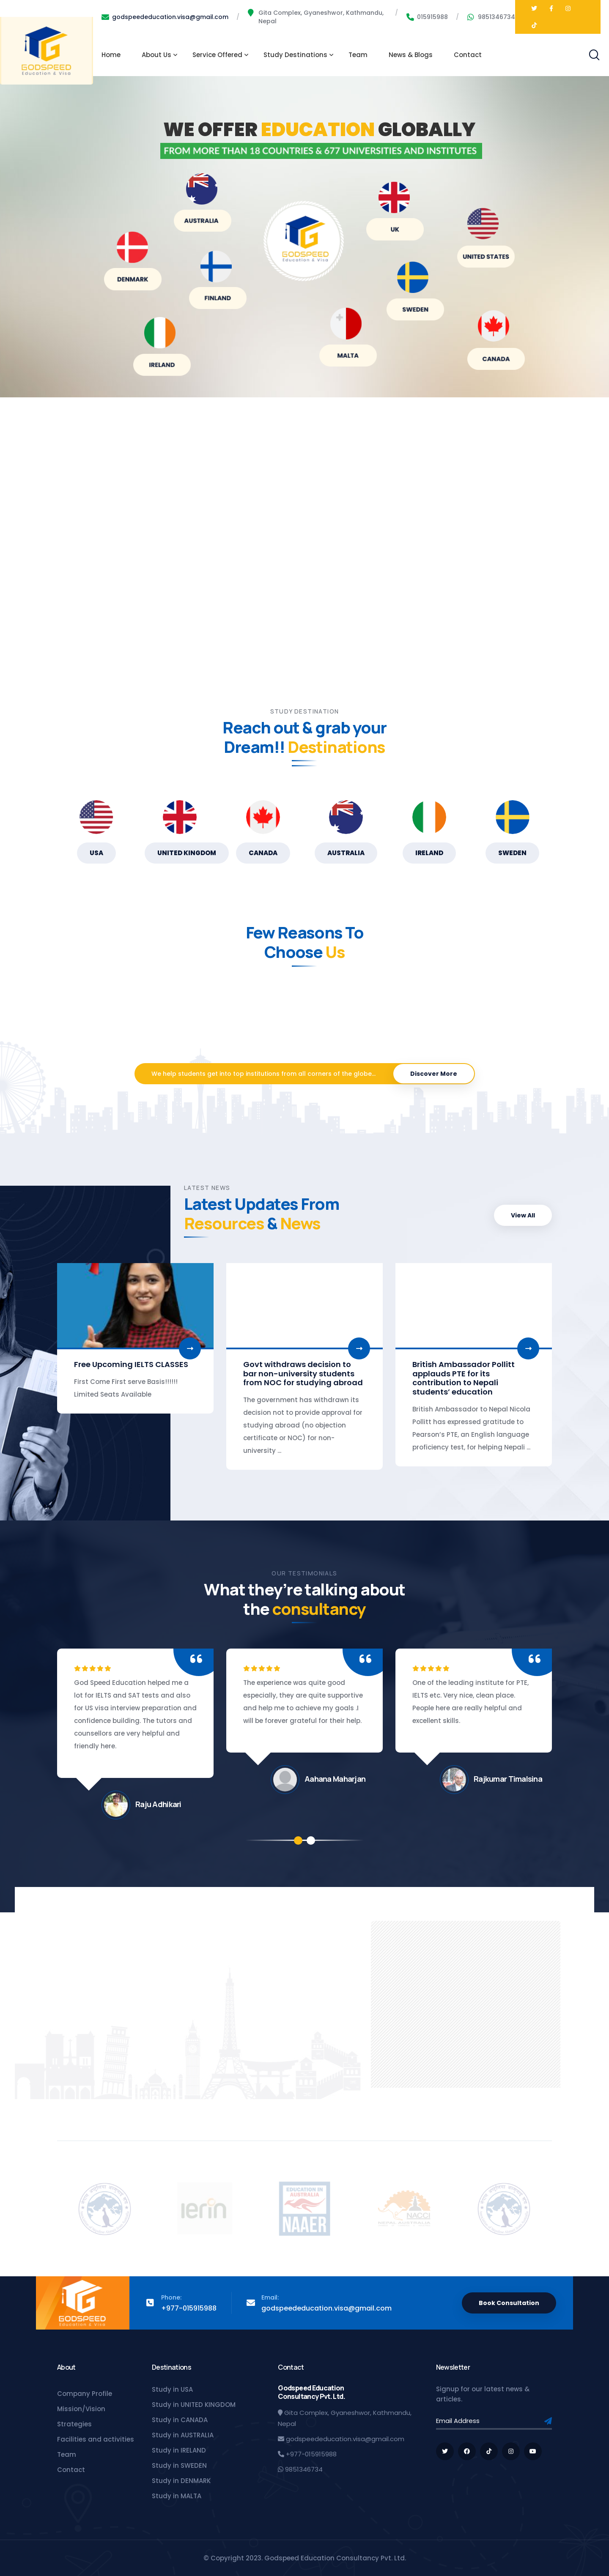 godspeededucation.visa@gmail.com / Gita Complex, Gyaneshwor, Kathmandu, / 015915988 / 9851346734
Nepal
GODSPEED
Education & Visa
Home About Us Service Offered Study Destinations Team News & Blogs Contact
WE OFFER EDUCATION GLOBALLY
FROM MORE THAN 18 COUNTRIES & 677 UNIVERSITIES AND INSTITUTES
AUSTRALIA
UK
GODSPEED
Education & Visa
UNITED STATES
DENMARK
FINLAND
SWEDEN
MALTA
CANADA
IRELAND
STUDY DESTINATION
Reach out & grab your
Dream!! Destinations
USA UNITED KINGDOM CANADA AUSTRALIA IRELAND SWEDEN
Few Reasons To
Choose Us
We help students get into top institutions from all corners of the globe... Discover More
LATEST NEWS
Latest Updates From
Resources & News
View All
Free Upcoming IELTS CLASSES
First Come First serve Basis!!!!!!
Limited Seats Available
Govt withdraws decision to
bar non-university students
from NOC for studying abroad
The government has withdrawn its
decision not to provide approval for
studying abroad (no objection
certificate or NOC) for non-
university ...
British Ambassador Pollitt
applauds PTE for its
contribution to Nepali
students' education
British Ambassador to Nepal Nicola
Pollitt has expressed gratitude to
Pearson's PTE, an English language
proficiency test, for helping Nepali ...
OUR TESTIMONIALS
What they're talking about
the consultancy
God Speed Education helped me a
lot for IELTS and SAT tests and also
for US visa interview preparation and
confidence building. The tutors and
counsellors are very helpful and
friendly here.
Raju Adhikari
The experience was quite good
especially, they are quite supportive
and help me to achieve my goals .I
will be forever grateful for their help.
Aahana Maharjan
One of the leading institute for PTE,
IELTS etc. Very nice, clean place.
People here are really helpful and
excellent skills.
Rajkumar Timalsina
ierin
EDUCATION IN
AUSTRALIA
NAAER
NACCI
GODSPEED
Education & Visa
Phone:
+977-015915988
Email:
godspeededucation.visa@gmail.com
Book Consultation
About
Company Profile
Mission/Vision
Strategies
Facilities and activities
Team
Contact
Destinations
Study in USA
Study in UNITED KINGDOM
Study in CANADA
Study in AUSTRALIA
Study in IRELAND
Study in SWEDEN
Study in DENMARK
Study in MALTA
Contact
Godspeed Education
Consultancy Pvt. Ltd.
Gita Complex, Gyaneshwor, Kathmandu,
Nepal
godspeededucation.visa@gmail.com
+977-015915988
9851346734
Newsletter
Signup for our latest news &
articles.
Email Address
© Copyright 2023. Godspeed Education Consultancy Pvt. Ltd.